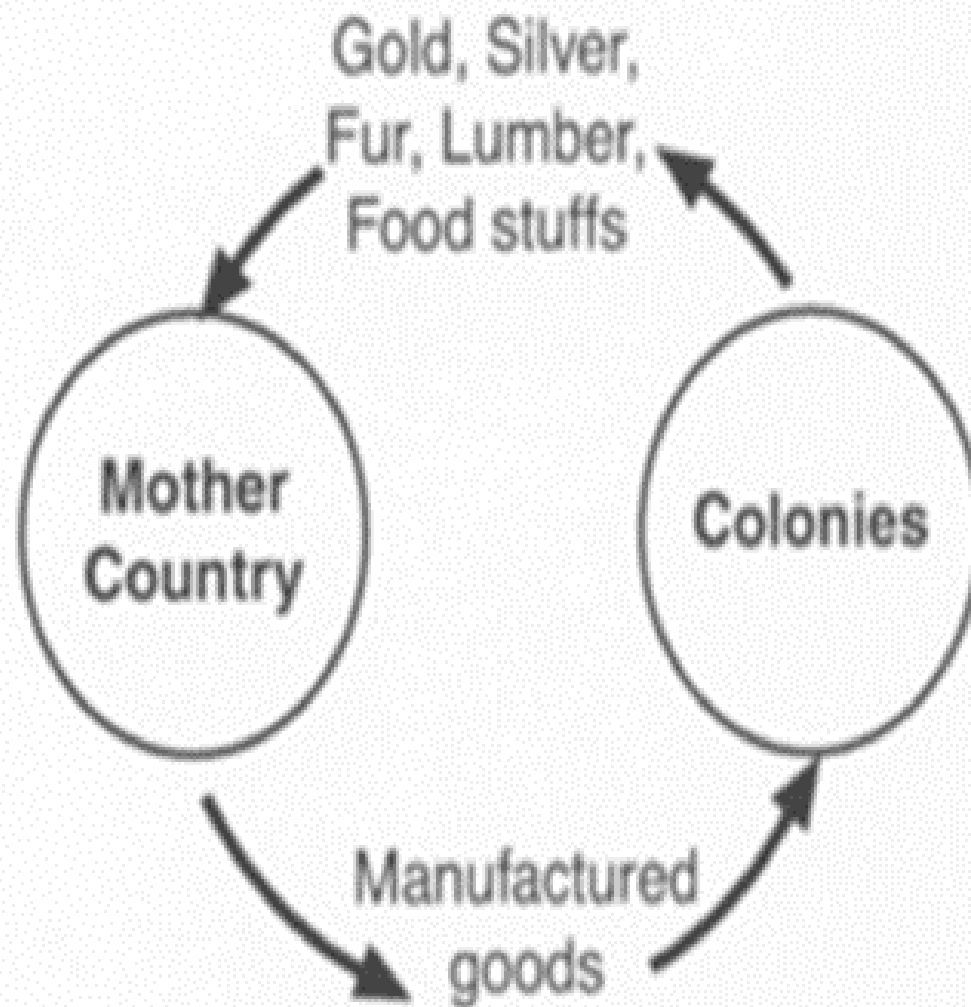 Gold, Silver,
Fur, Lumber,
Food stuffs
Mother
Country
Colonies
Manufactured
goods